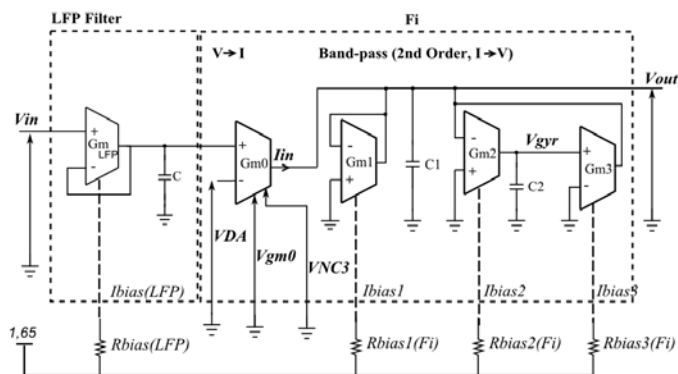 LFP Filter
Fi
V→I
Band-pass (2nd Order, I→V)
Vout
Vin
+
Gm
LFP
-
C
+
Gm0
-
Iin
-
Gm1
+
C1
-
Gm2
+
Vgyr
C2
+
Gm3
-
VDA
Vgm0
VNC3
Ibias(LFP)
Ibias1
Ibias2
Ibias3
1,65
Rbias(LFP)
Rbias1(Fi)
Rbias2(Fi)
Rbias3(Fi)